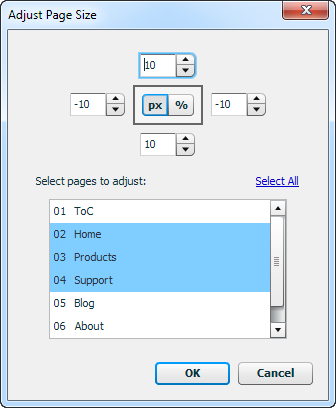 Adjust Page Size
10
-10 px % -10
10
Select pages to adjust: Select All
01 ToC
02 Home
03 Products
04 Support
05 Blog
06 About
OK Cancel